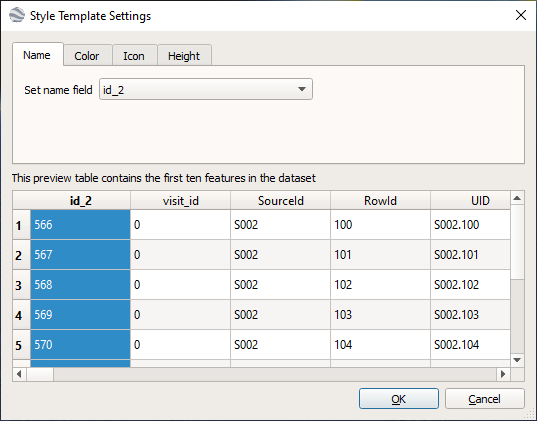 Style Template Settings
Name Color Icon Height
Set name field id_2
This preview table contains the first ten features in the dataset
id_2 visit_id SourceId RowId UID
1 566 0 S002 100 S002.100
2 567 0 S002 101 S002.101
3 568 0 S002 102 S002.102
4 569 0 S002 103 S002.103
5 570 0 S002 104 S002.104
OK Cancel